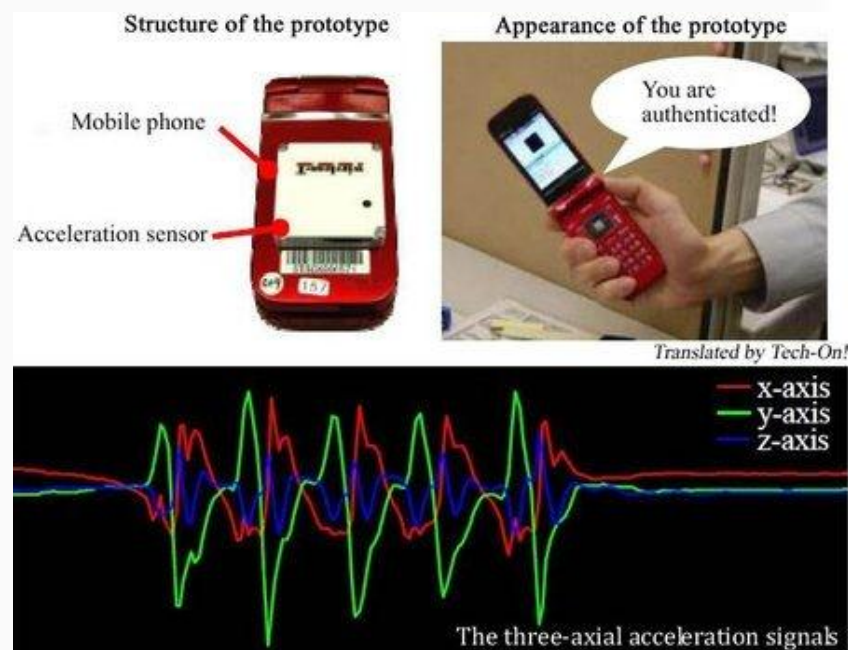 Structure of the prototype
Appearance of the prototype
Mobile phone
Acceleration sensor
157
You are
authenticated!
Translated by Tech-On!
x-axis
y-axis
z-axis
The three-axial acceleration signals